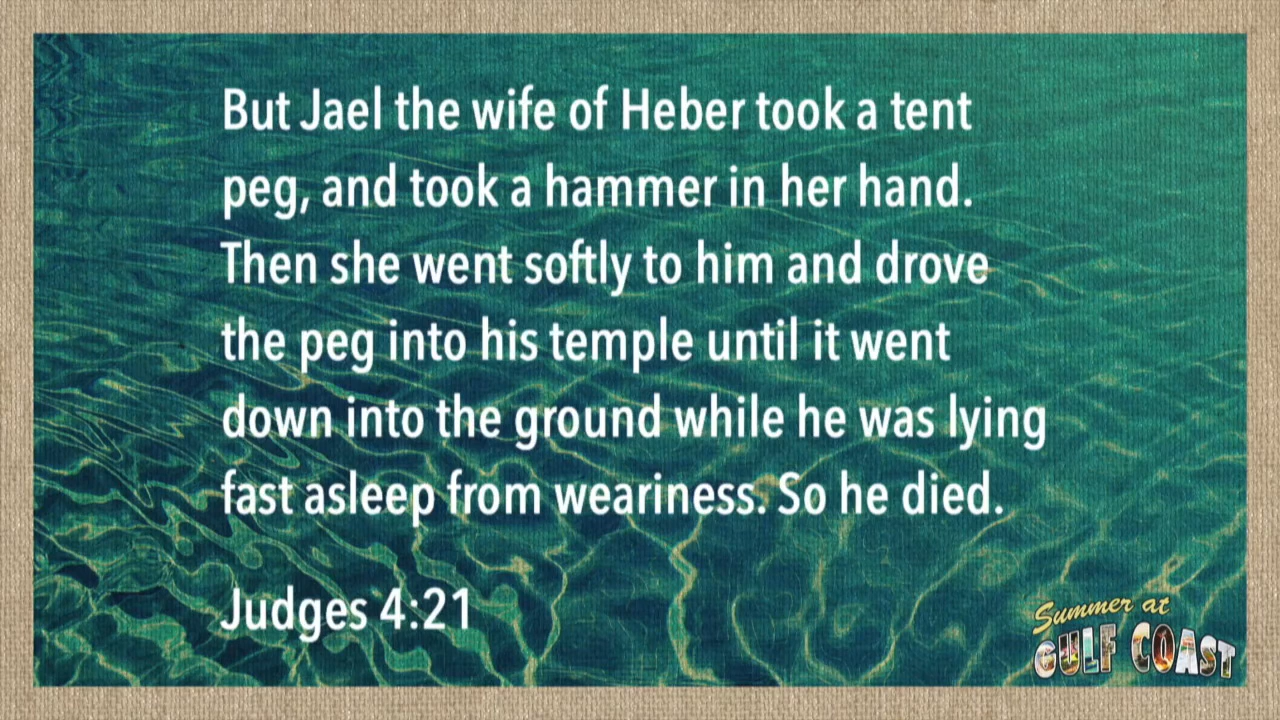 But Jael the wife of Heber took a tent
peg, and took a hammer in her hand.
Then she went softly to him and drove
the peg into his temple until it went
down into the ground while he was lying
fast asleep from weariness. So he died.
Judges 4:21
Summer at
GULF COAST